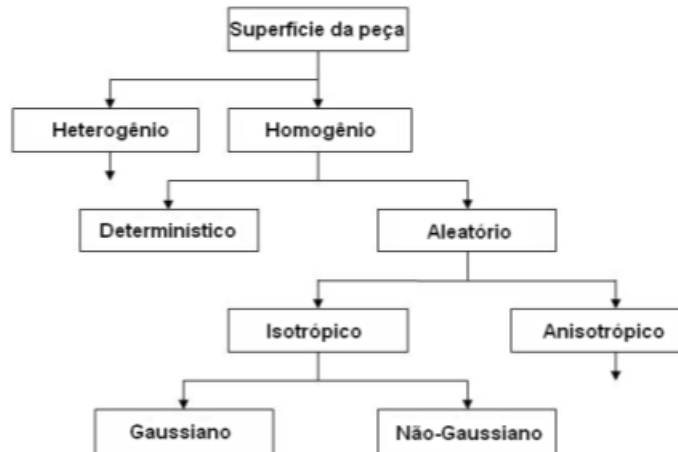 Superfície da peça
Heterogênio
Homogênio
Determinístico
Aleatório
Isotrópico
Anisotrópico
Gaussiano
Não-Gaussiano